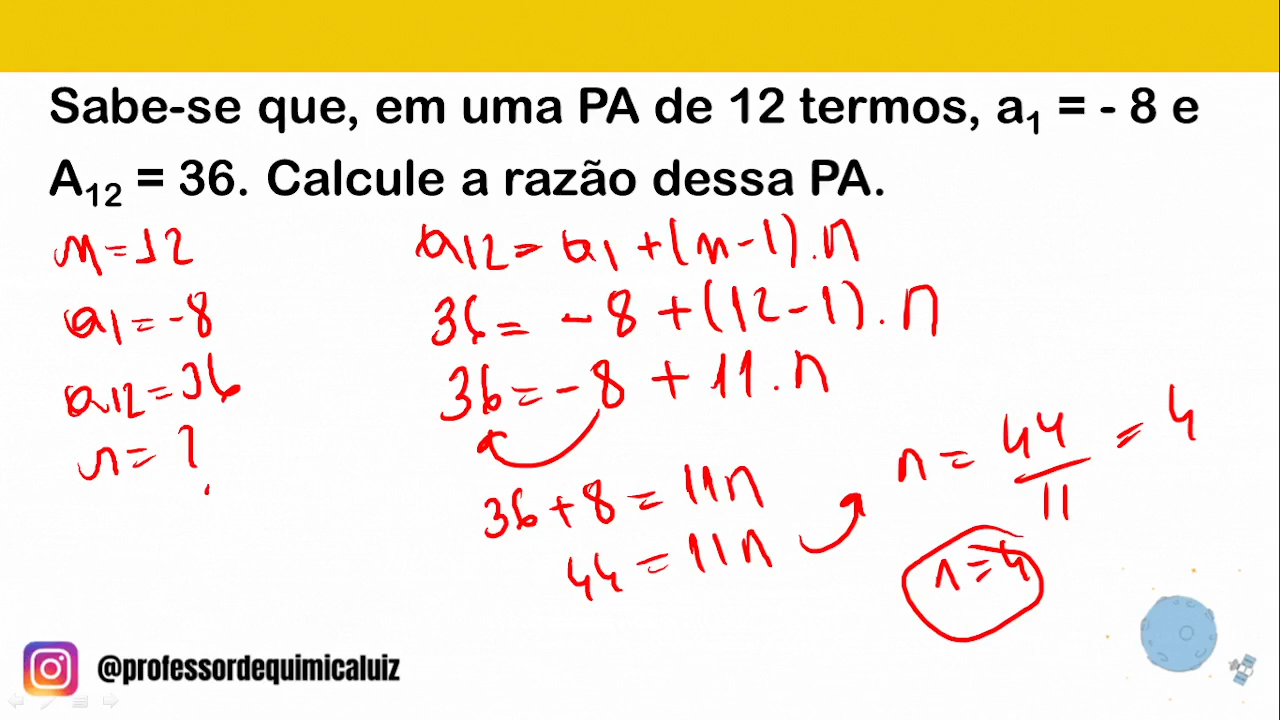 Sabe-se que, em uma PA de 12 termos, a₁ = - 8 e
A₁₂ = 36. Calcule a razão dessa PA.
n=12
a₁=-8
a₁₂=36
r=?
a₁₂= a₁+(n-1).r
36= -8+(12-1).r
36=-8+11.r
36+8=11r
44=11r
r=44/11=4
r=4
@professordequimicaluiz